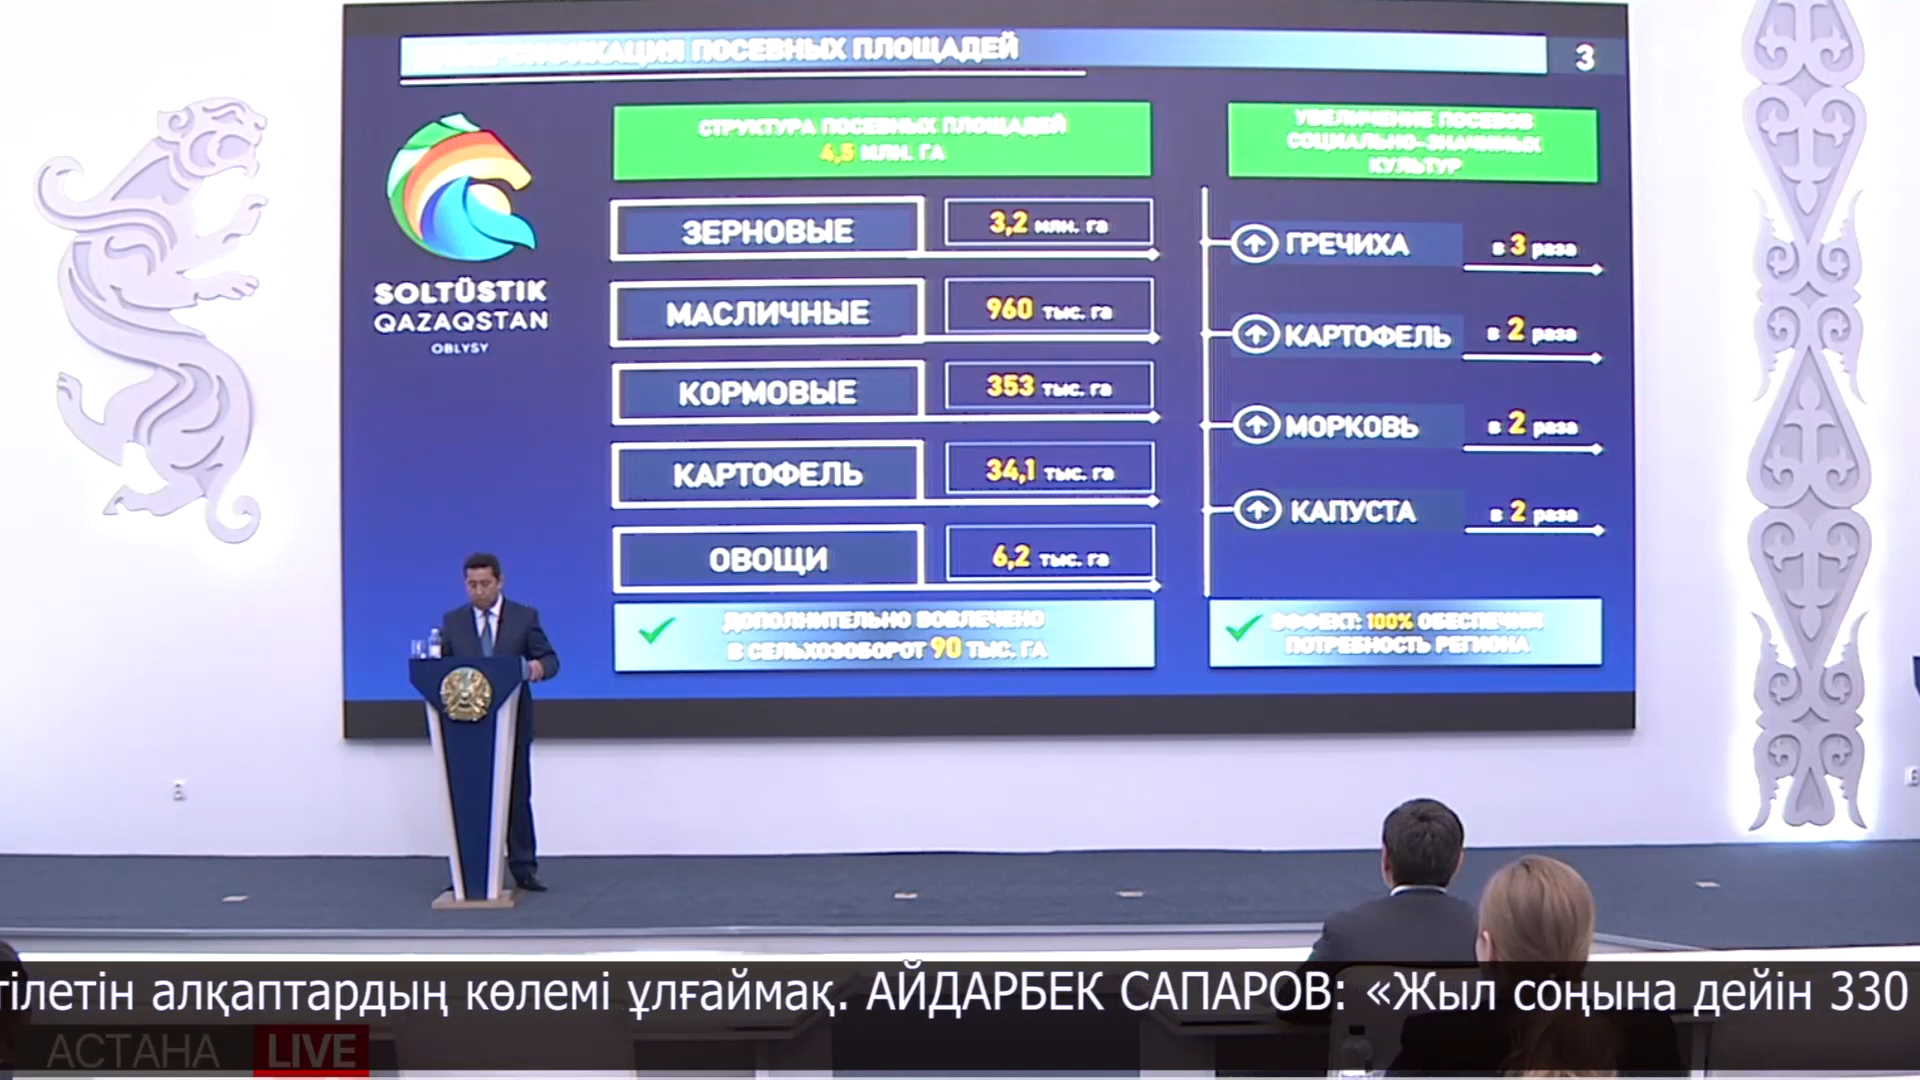 ДИВЕРСИФИКАЦИЯ ПОСЕВНЫХ ПЛОЩАДЕЙ
3
SOLTÜSTIK
QAZAQSTAN
OBLYSY
СТРУКТУРА ПОСЕВНЫХ ПЛОЩАДЕЙ
4,5 МЛН. ГА
ЗЕРНОВЫЕ
3,2 млн. га
МАСЛИЧНЫЕ
960 тыс. га
КОРМОВЫЕ
353 тыс. га
КАРТОФЕЛЬ
34,1 тыс. га
ОВОЩИ
6,2 тыс. га
ДОПОЛНИТЕЛЬНО ВОВЛЕЧЕНО
В СЕЛЬХОЗОБОРОТ 90 ТЫС. ГА
УВЕЛИЧЕНИЕ ПОСЕВОВ
СОЦИАЛЬНО-ЗНАЧИМЫХ
КУЛЬТУР
ГРЕЧИХА
в 3 раза
КАРТОФЕЛЬ
в 2 раза
МОРКОВЬ
в 2 раза
КАПУСТА
в 2 раза
ЭФФЕКТ: 100% ОБЕСПЕЧИМ
ПОТРЕБНОСТЬ РЕГИОНА
тілетін алқаптардың көлемі ұлғаймақ. АЙДАРБЕК САПАРОВ: «Жыл соңына дейін 330
АСТАНА LIVE